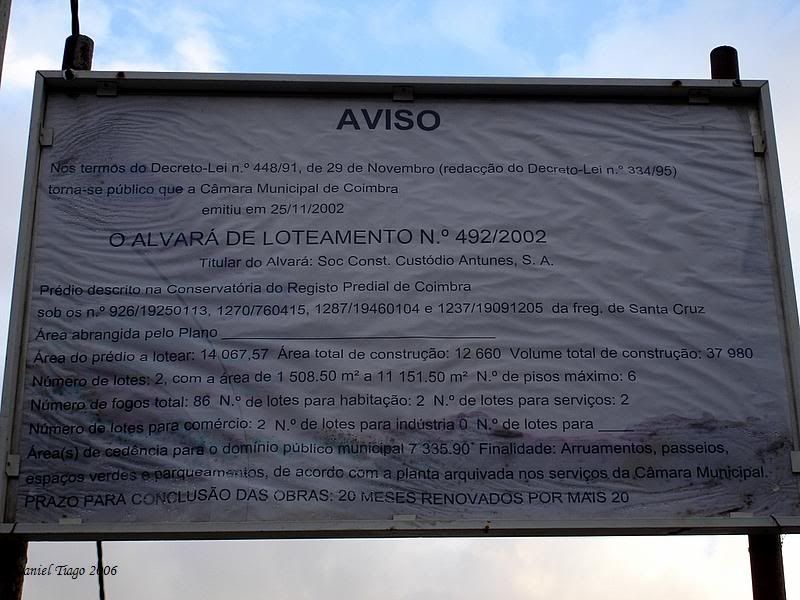 AVISO
Nos termos do Decreto-Lei n.º 448/91, de 29 de Novembro (redacção do Decreto-Lei n.º 334/95)
torna-se público que a Câmara Municipal de Coimbra
emitiu em 25/11/2002
O ALVARÁ DE LOTEAMENTO N.º 492/2002
Titular do Alvará: Soc Const. Custódio Antunes, S. A.
Prédio descrito na Conservatória do Registo Predial de Coimbra
sob os n.º 926/19250113, 1270/760415, 1287/19460104 e 1237/19091205 da freg. de Santa Cruz
Área abrangida pelo Plano ______
Área do prédio a lotear: 14 067,57 Área total de construção: 12 660 Volume total de construção: 37 980
Número de lotes: 2, com a área de 1 508.50 m² a 11 151.50 m² N.º de pisos máximo: 6
Número de fogos total: 86 N.º de lotes para habitação: 2 N.º de lotes para serviços: 2
Número de lotes para comércio: 2 N.º de lotes para indústria 0 N.º de lotes para ____
Área(s) de cedência para o domínio público municipal 7 335.90 Finalidade: Arruamentos, passeios,
espaços verdes e parqueamentos, de acordo com a planta arquivada nos serviços da Câmara Municipal.
PRAZO PARA CONCLUSÃO DAS OBRAS: 20 MESES RENOVADOS POR MAIS 20
Daniel Tiago 2006